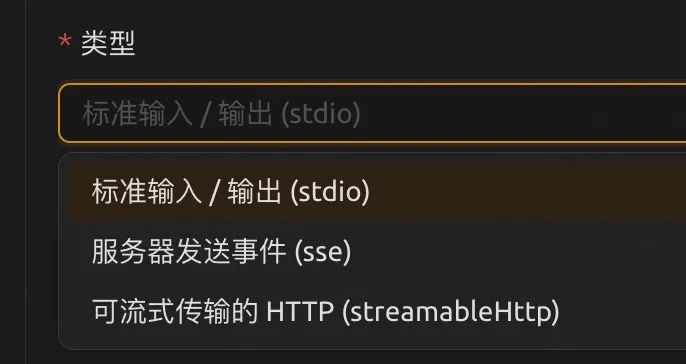 * 类型
标准输入 / 输出 (stdio)
标准输入 / 输出 (stdio)
服务器发送事件 (sse)
可流式传输的 HTTP (streamableHttp)